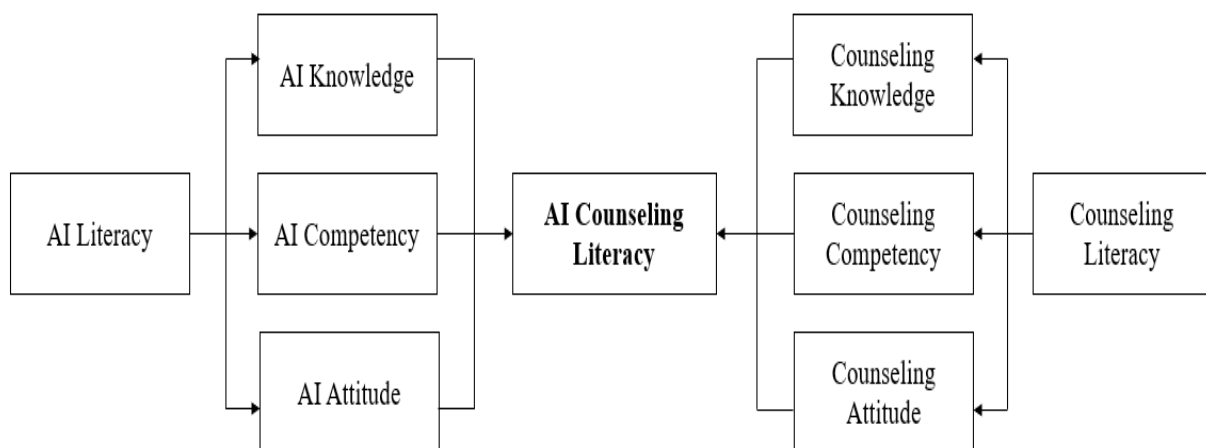 AI Literacy
AI Knowledge
AI Competency
AI Attitude
AI Counseling
Literacy
Counseling
Knowledge
Counseling
Competency
Counseling
Attitude
Counseling
Literacy